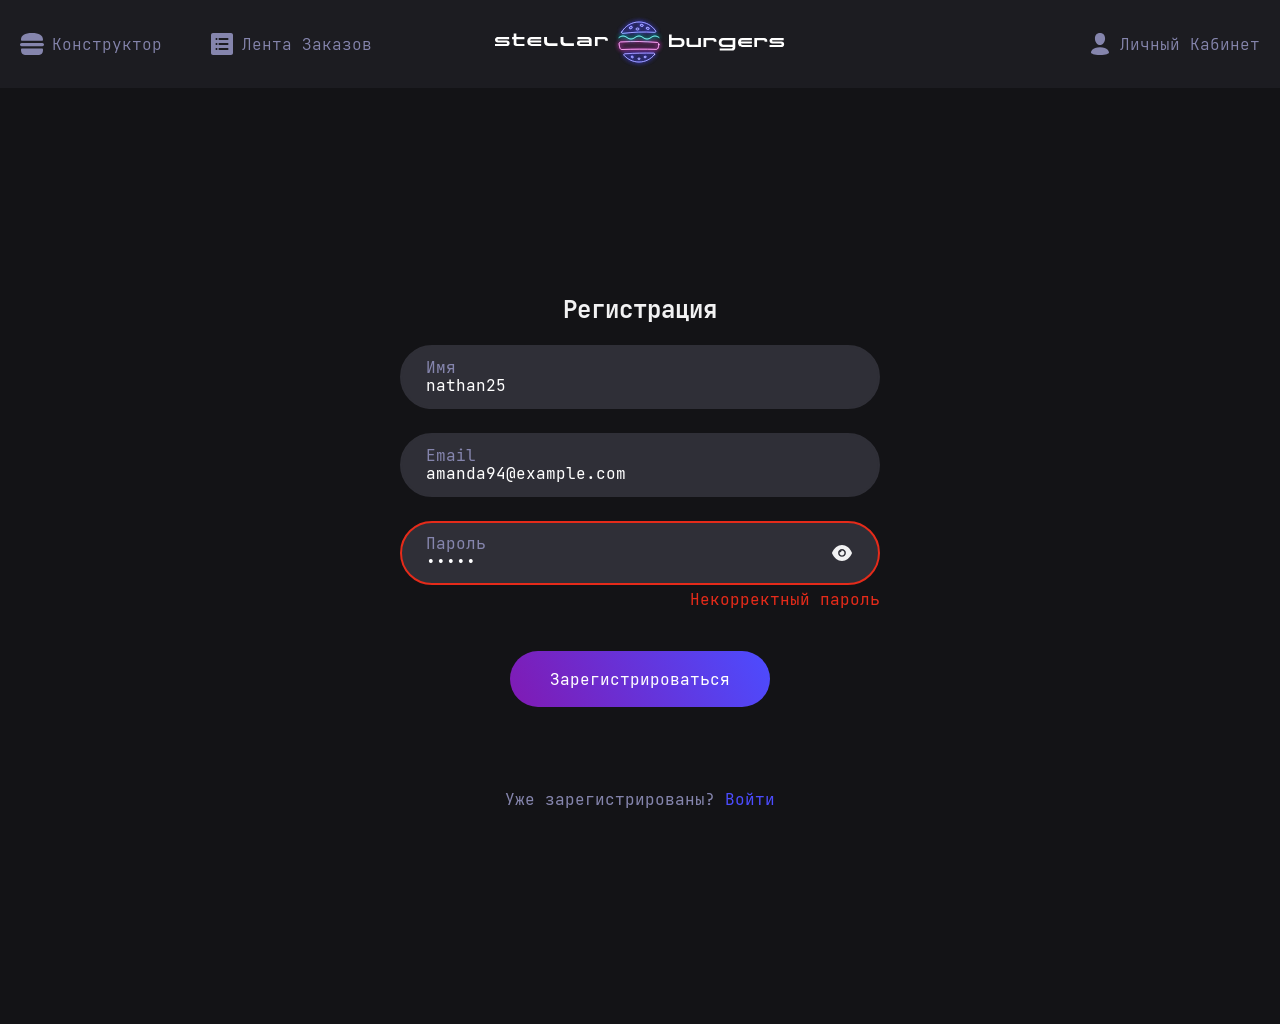 Конструктор
Лента Заказов
stellar burgers
Личный Кабинет
Регистрация
Имя
nathan25
Email
amanda94@example.com
Пароль
•••••
Некорректный пароль
Зарегистрироваться
Уже зарегистрированы? Войти